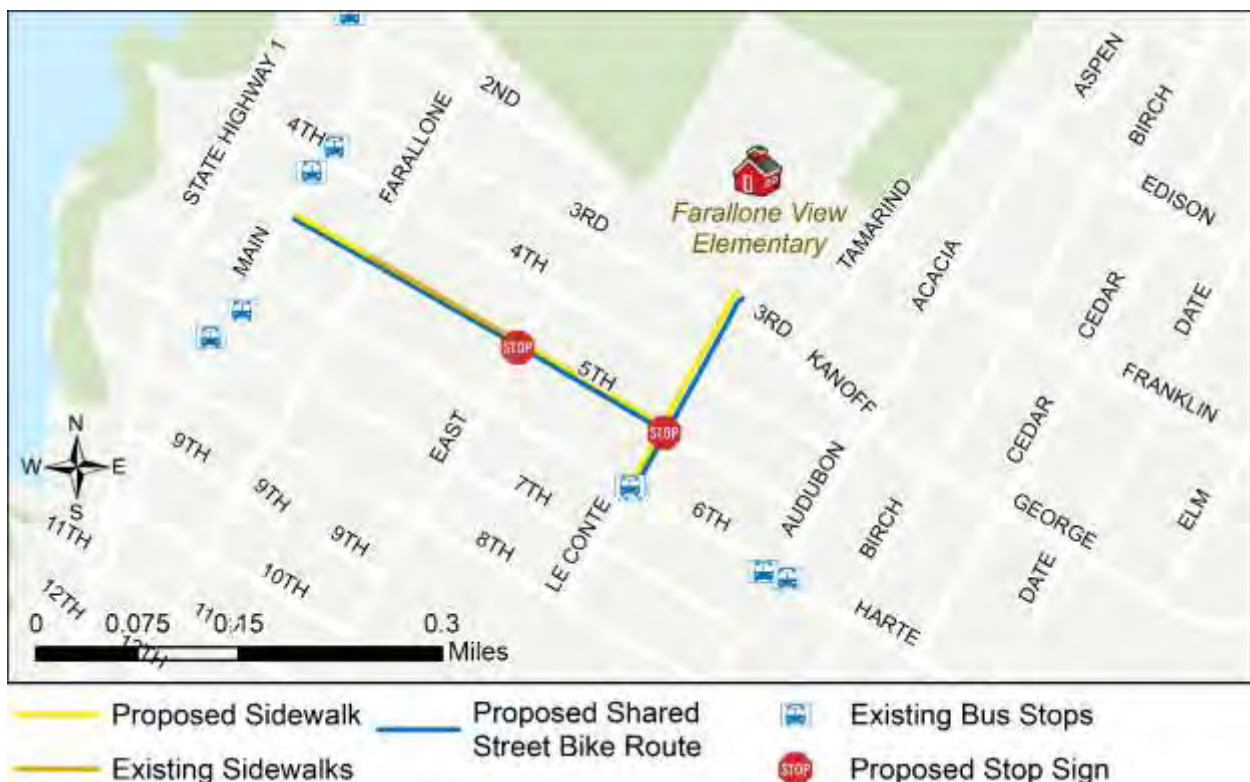 ASPEN
BIRCH
2ND
FARALLONE
STATE HIGHWAY 1
4TH
EDISON
Farallone View
Elementary
3RD
TAMARIND
4TH
ACACIA
MAIN
CEDAR
DATE
3RD
STOP
5TH
KANOFF
FRANKLIN
N
W E
S
EAST
STOP
CEDAR
9TH
9TH
7TH
6TH
AUDUBON
BIRCH
GEORGE
ELM
11TH
9TH
8TH
LE CONTE
10TH
DATE
12TH
HARTE
0 0.075 0.15 0.3
Miles
12TH
Proposed Sidewalk
Existing Sidewalks
Proposed Shared
Street Bike Route
Existing Bus Stops
STOP Proposed Stop Sign